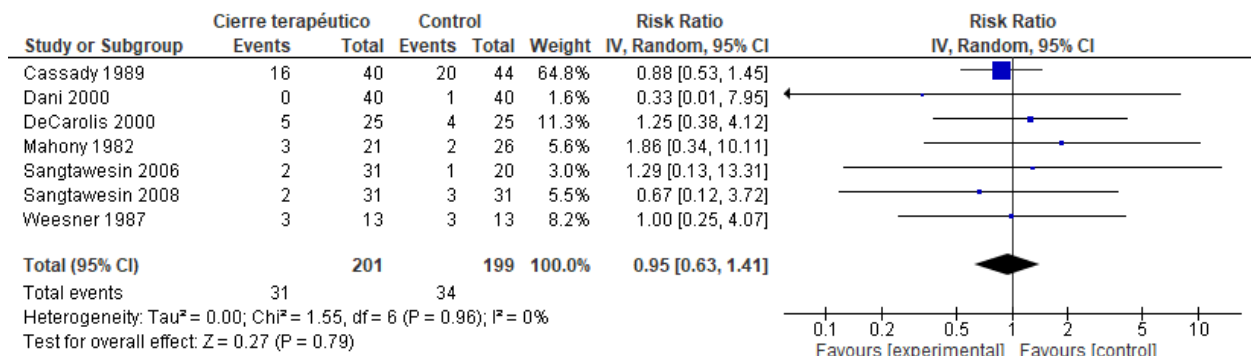 Cierre terapéutico Control Risk Ratio Risk Ratio
Study or Subgroup Events Total Events Total Weight IV, Random, 95% CI IV, Random, 95% CI
Cassady 1989 16 40 20 44 64.8% 0.88 [0.53, 1.45]
Dani 2000 0 40 1 40 1.6% 0.33 [0.01, 7.95]
DeCarolis 2000 5 25 4 25 11.3% 1.25 [0.38, 4.12]
Mahony 1982 3 21 2 26 5.6% 1.86 [0.34, 10.11]
Sangtawesin 2006 2 31 1 20 3.0% 1.29 [0.13, 13.31]
Sangtawesin 2008 2 31 3 31 5.5% 0.67 [0.12, 3.72]
Weesner 1987 3 13 3 13 8.2% 1.00 [0.25, 4.07]
Total (95% CI) 201 199 100.0% 0.95 [0.63, 1.41]
Total events 31 34
Heterogeneity: Tau² = 0.00; Chi² = 1.55, df = 6 (P = 0.96); I² = 0%
Test for overall effect: Z = 0.27 (P = 0.79)
0.1 0.2 0.5 1 2 5 10
Favours [experimental] Favours [control]